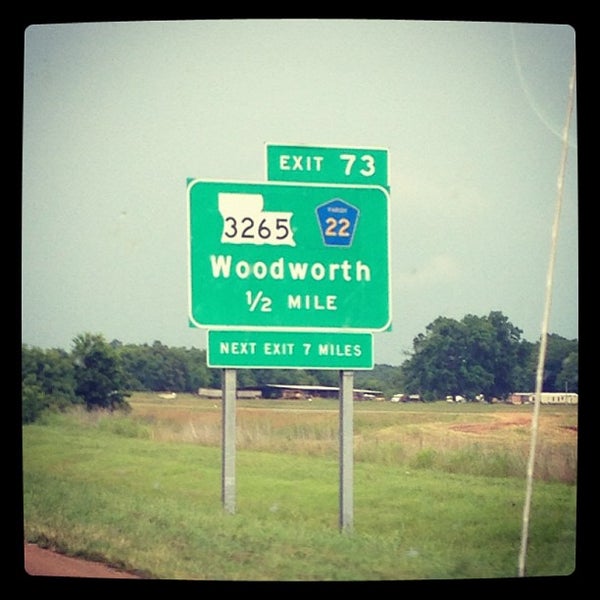 EXIT 73
3265 PARISH 22
Woodworth
1/2 MILE
NEXT EXIT 7 MILES